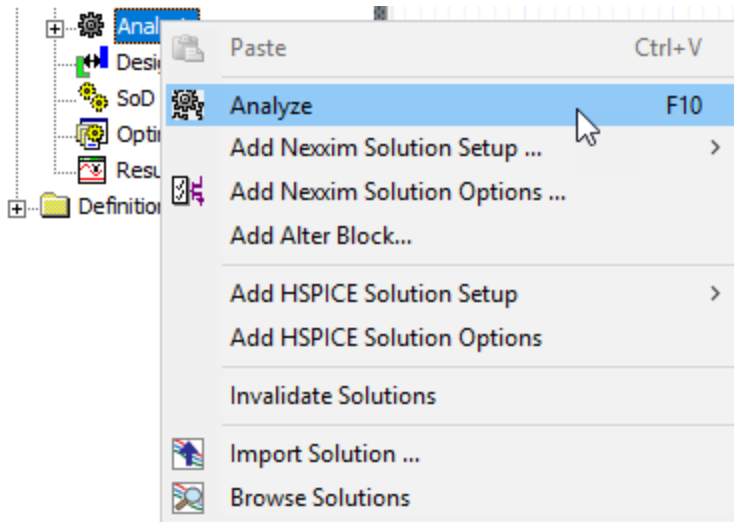 Paste Ctrl+V
Analyze F10
SoD
Add Nexxim Solution Setup ...
Add Nexxim Solution Options ...
Add Alter Block...
Add HSPICE Solution Setup
Add HSPICE Solution Options
Invalidate Solutions
Import Solution ...
Browse Solutions